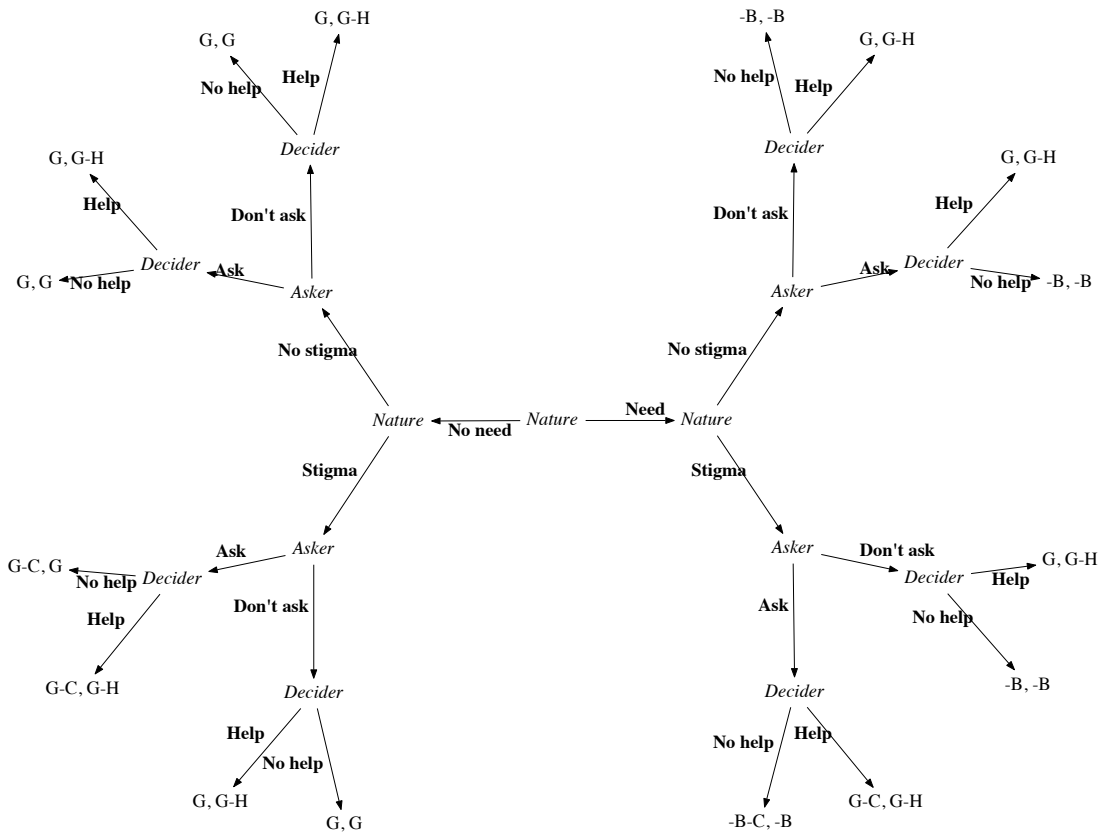 G, G
G, G-H
No help
Help
Decider
Don't ask
G, G-H
Help
Decider
No help
G, G
Ask
Asker
No stigma
-B, -B
G, G-H
No help
Help
Decider
Don't ask
G, G-H
Help
Decider
No help
-B, -B
Ask
Asker
No stigma
Nature
No need
Nature
Need
Nature
Stigma
Asker
Ask
G-C, G
No help
Decider
Help
G-C, G-H
Don't ask
Decider
Help
No help
G, G-H
G, G
Stigma
Asker
Don't ask
Decider
G, G-H
Help
No help
-B, -B
Ask
Decider
No help
Help
-B-C, -B
G-C, G-H